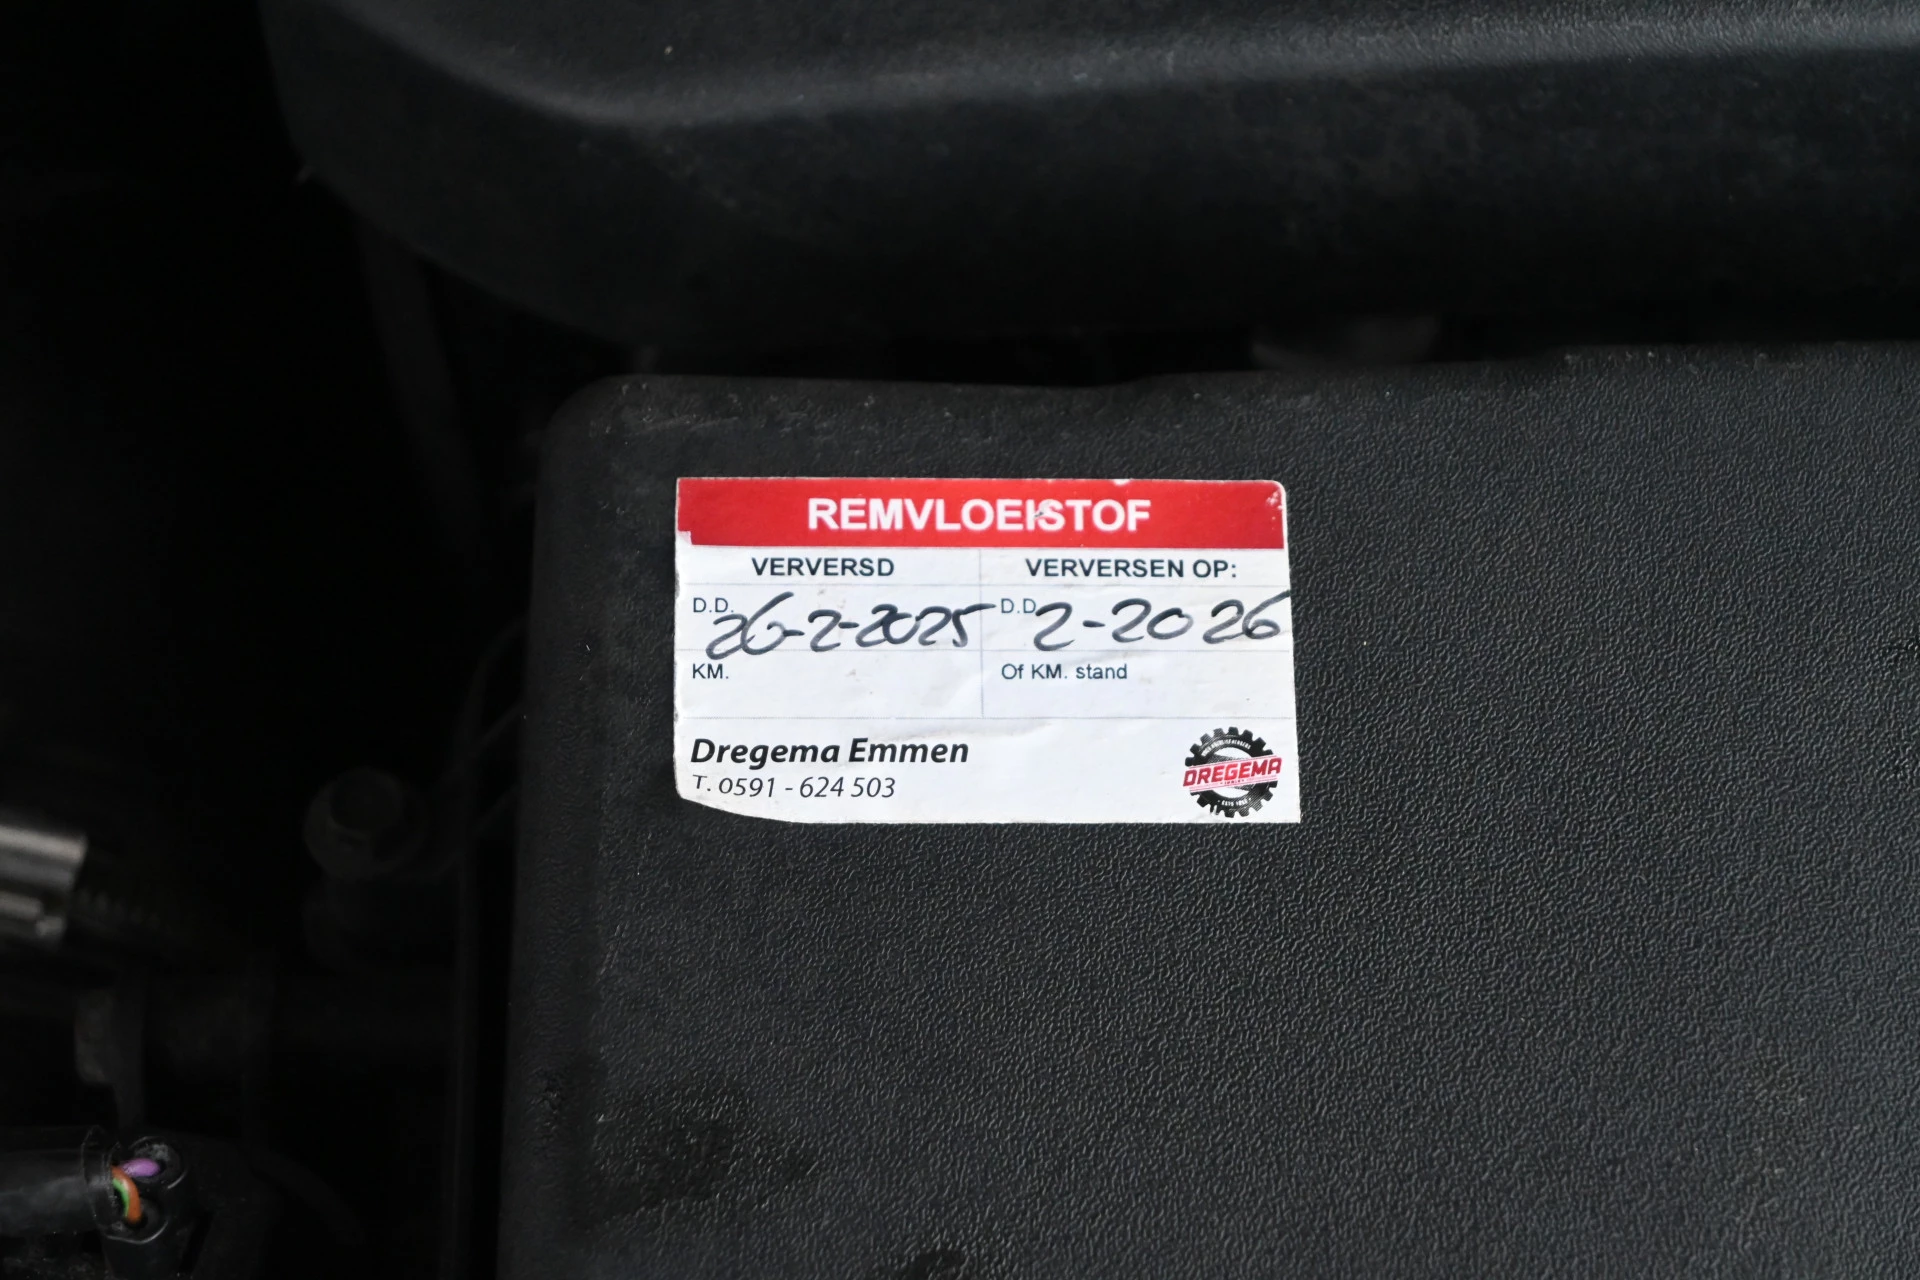 REMVLOEISTOF
VERVERSD VERVERSEN OP:
D.D. 26-2-2025 D.D. 2-2026
KM. Of KM. stand
Dregema Emmen
T. 0591 - 624 503
DREGEMA